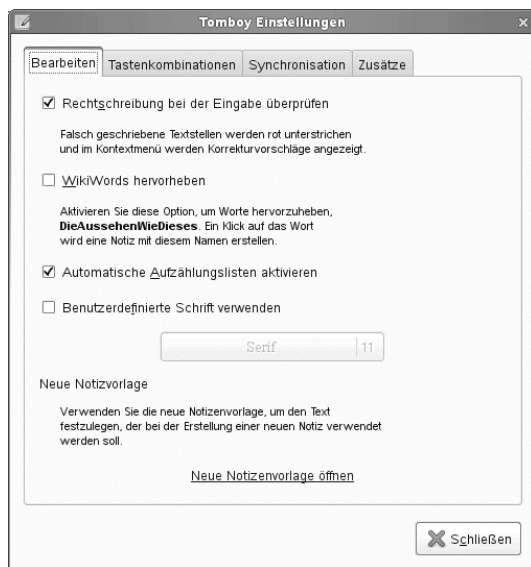 Tomboy Einstellungen
Bearbeiten Tastenkombinationen Synchronisation Zusätze
Rechtschreibung bei der Eingabe überprüfen
Falsch geschriebene Textstellen werden rot unterstrichen
und im Kontextmenü werden Korrekturvorschläge angezeigt.
WikiWords hervorheben
Aktivieren Sie diese Option, um Worte hervorzuheben,
DieAussehenWieDieses. Ein Klick auf das Wort
wird eine Notiz mit diesem Namen erstellen.
Automatische Aufzählungslisten aktivieren
Benutzerdefinierte Schrift verwenden
Serif 11
Neue Notizvorlage
Verwenden Sie die neue Notizenvorlage, um den Text
festzulegen, der bei der Erstellung einer neuen Notiz verwendet
werden soll.
Neue Notizenvorlage öffnen
Schließen